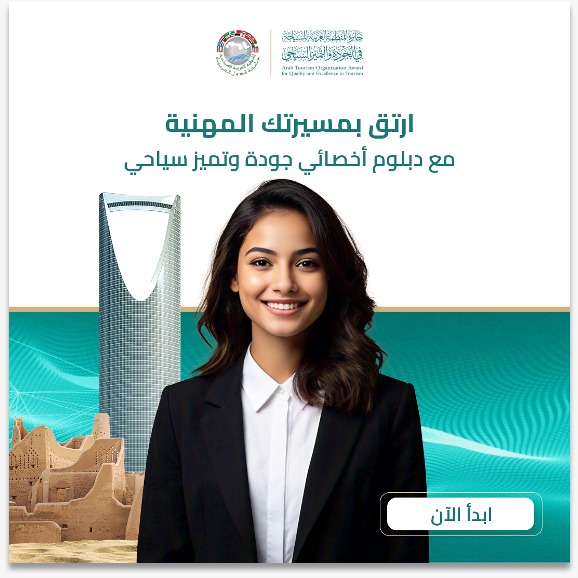 جائزة المنظمة العربية للسياحة
في الجودة والتميز السياحي
Arab Tourism Organization Award
for Quality and Excellence in Tourism
ارتق بمسيرتك المهنية
مع دبلوم أخصائي جودة وتميز سياحي
ابدأ الآن